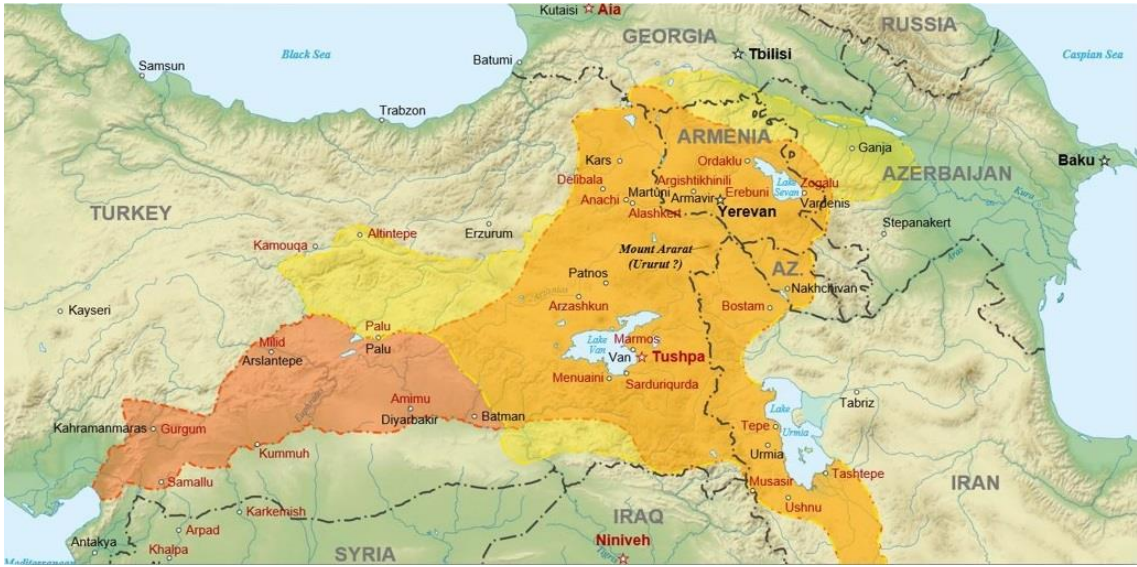 Kutaisi
Aia
RUSSIA
GEORGIA
Tbilisi
Black Sea
Caspian Sea
Batumi
Samsun
Trabzon
ARMENIA
Ganja
Kars
Ordaklu
Baku
AZERBAIJAN
Delibala
Argishtikhinili
Lake
Sevan
Zogalu
Martuni
Armavir
Erebuni
Anachi
Vardenis
Kura
TURKEY
Alashkert
Yerevan
Erzurum
Stepanakert
Altintepe
Kamouqa
Mount Ararat
(Ururut ?)
Aras
AZ.
Patnos
Nakhchivan
Arzashkun
Bostam
Kayseri
Palu
Palu
Milid
Arslantepe
Marmos
Lake
Van
Van
Tushpa
Menuaini
Sarduriqurda
Amimu
Diyarbakir
Batman
Tabriz
Lake
Urmia
Kahramanmaras
Gurgum
Tepe
Kummuh
Urmia
Samallu
Musasir
Tashtepe
IRAN
Ushnu
Karkemish
IRAQ
Arpad
Antakya
Khalpa
SYRIA
Tigris
Niniveh
Mediterranean